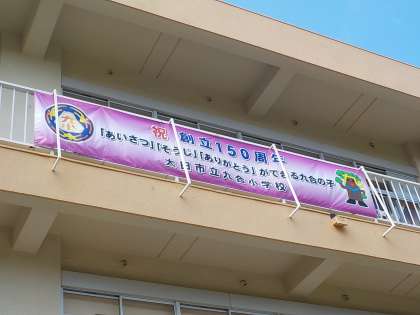 祝 創立150周年
「あいさつ」「そうじ」「ありがとう」ができる九合の子
太田市立九合小学校